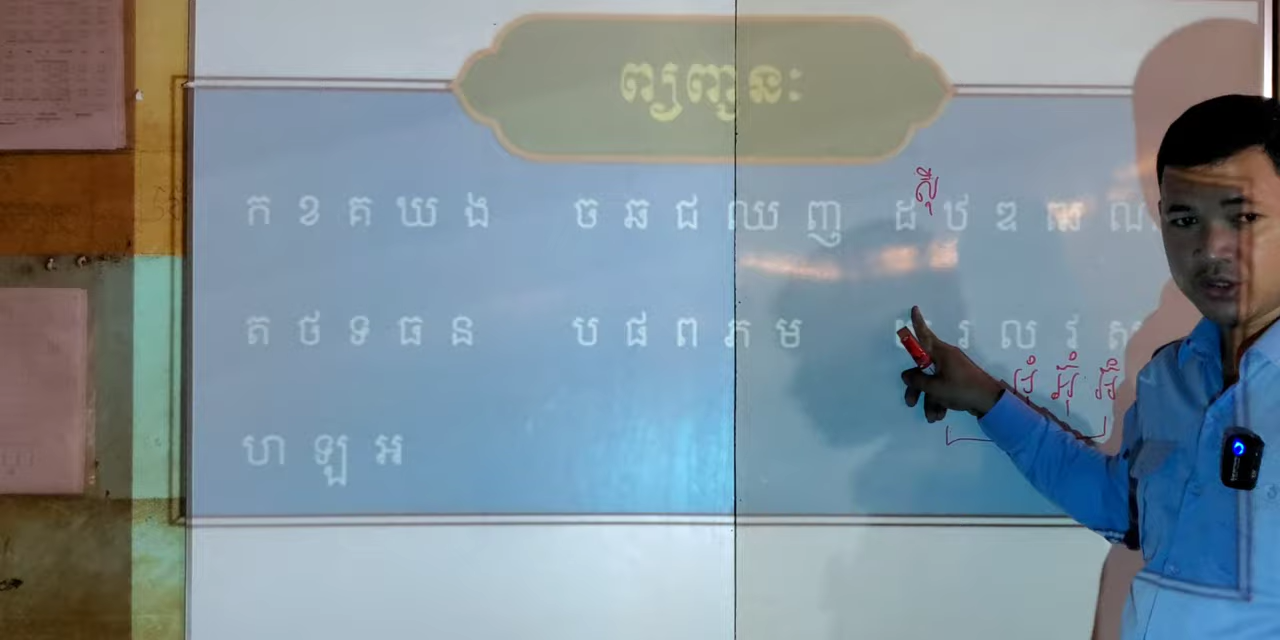 ព្យញ្ជនៈ
ក ខ គ ឃ ង ច ឆ ជ ឈ ញ ដ ឋ ឌ ឍ ណ
ត ថ ទ ធ ន ប ផ ព ភ ម យ រ ល វ ស
ហ ឡ អ